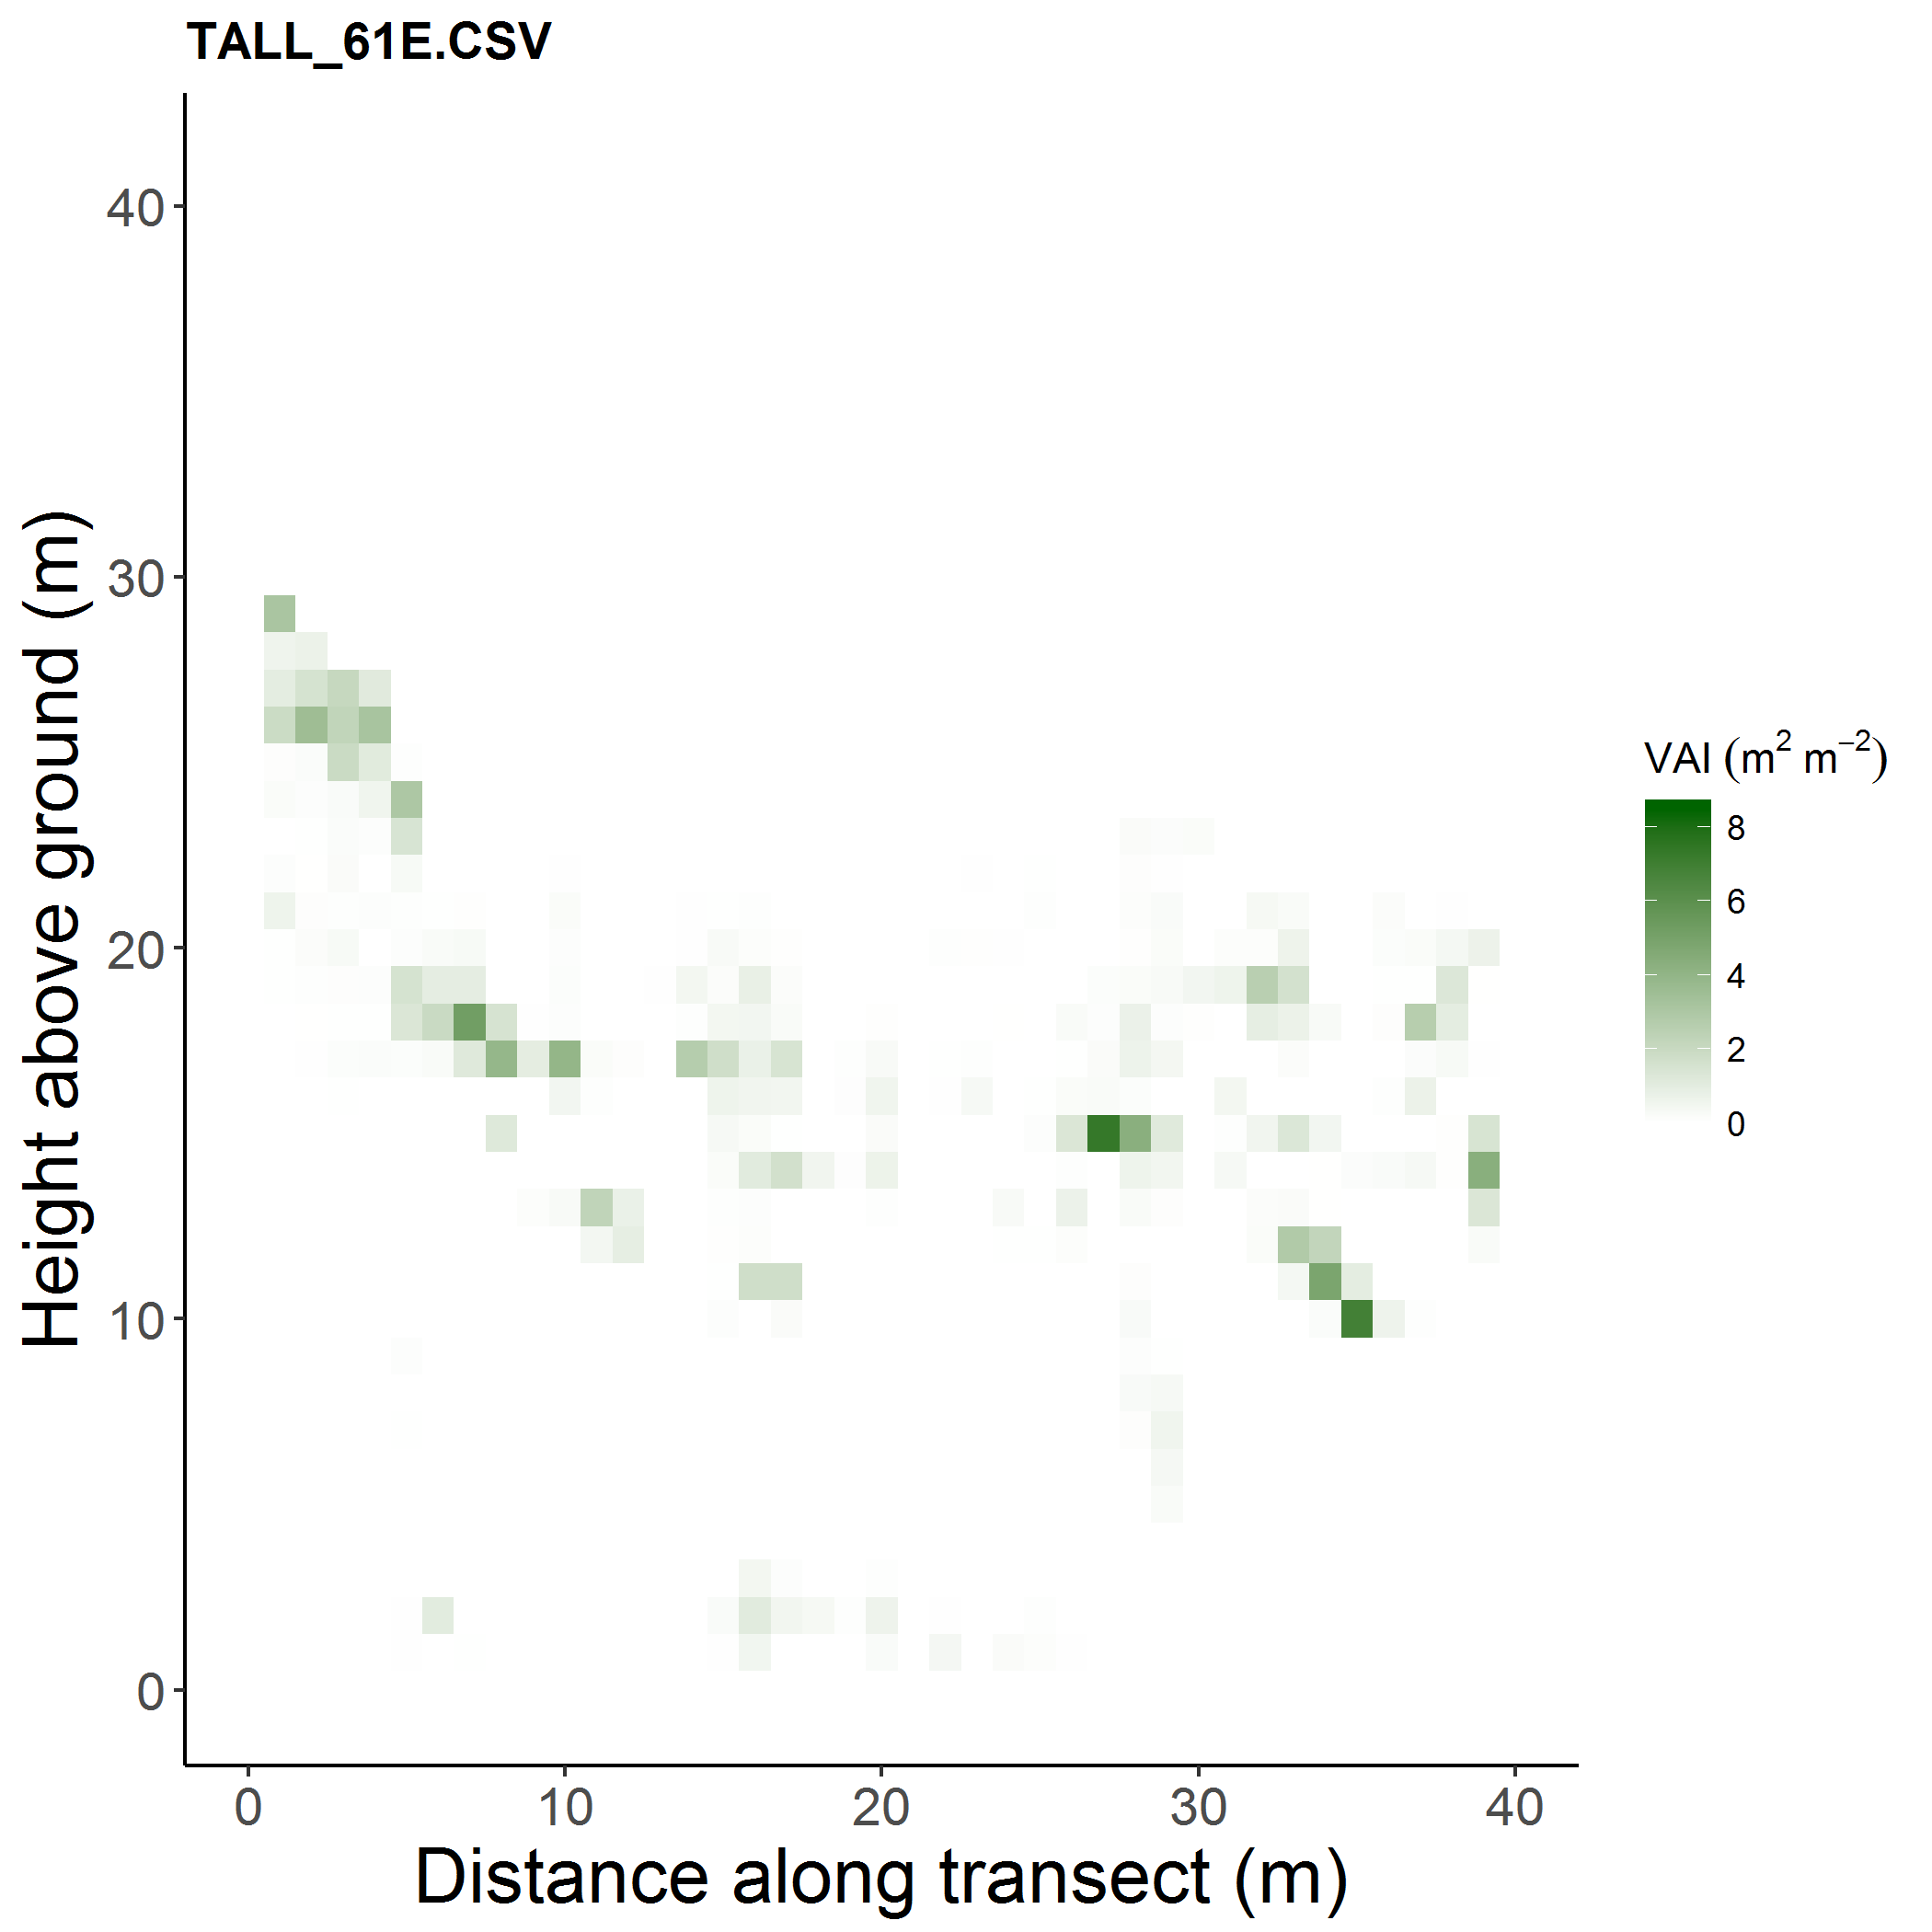 TALL_61E.CSV
Height above ground (m)
40
30
20
10
0
0 10 20 30 40
Distance along transect (m)
VAI (m² m⁻²)
8
6
4
2
0